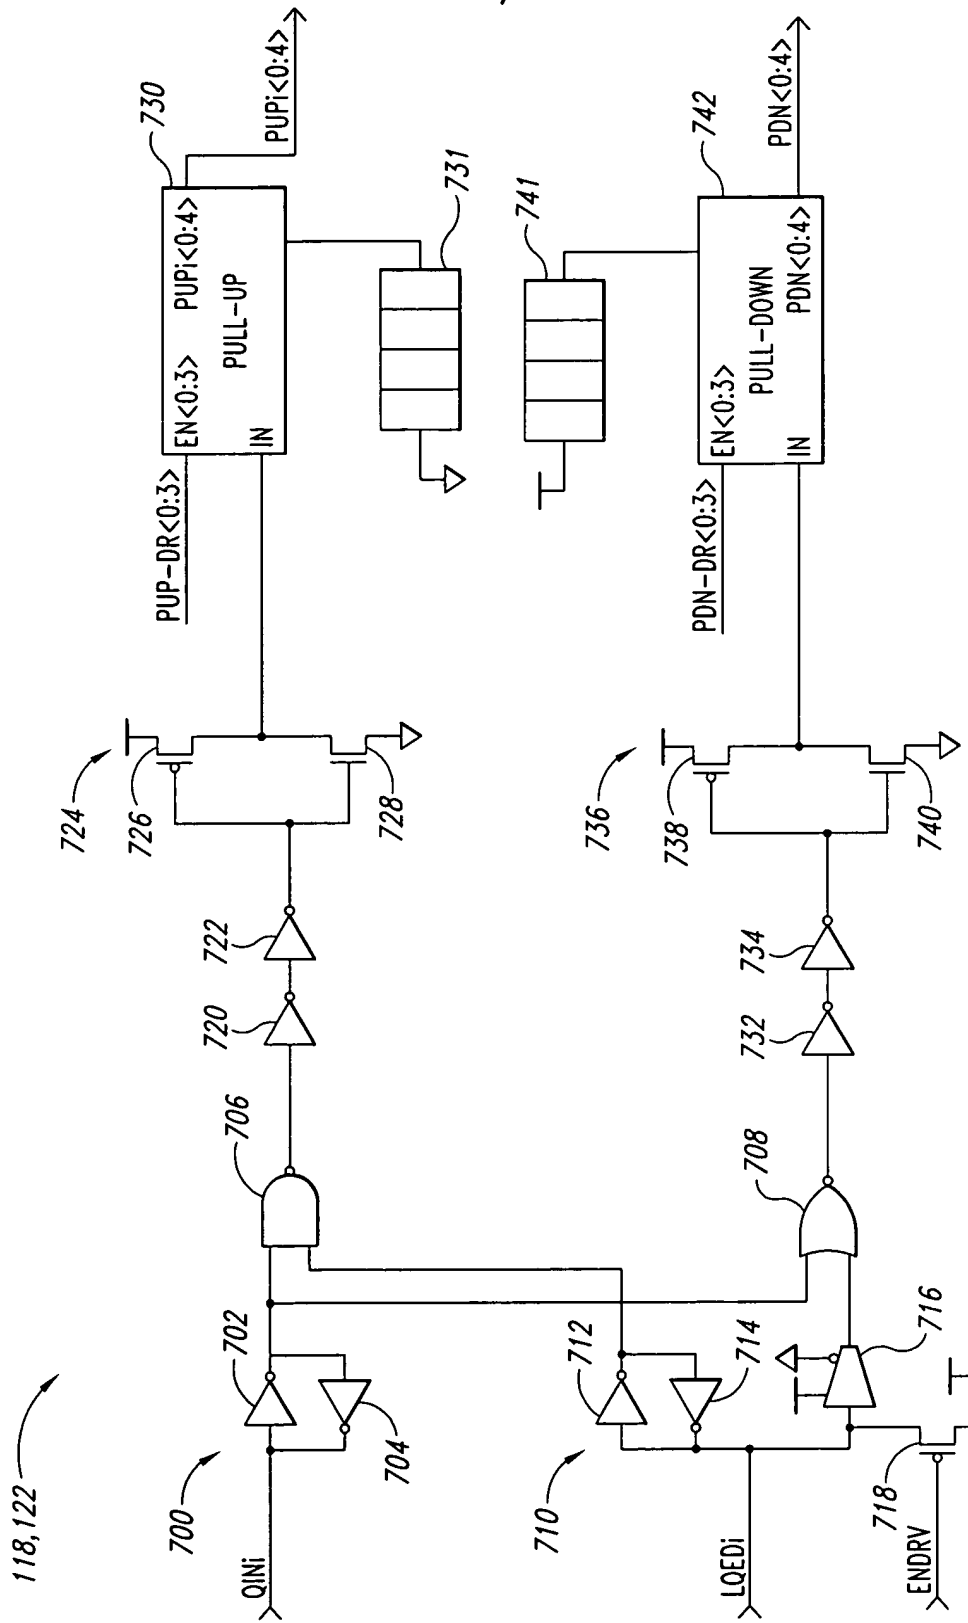 118,122
QINi
700
702
704
706
720
722
724
726
728
PUP-DR<0:3>
EN<0:3>
PUPi<0:4>
IN
PULL-UP
730
PUPi<0:4>
731
LQEDi
710
712
714
716
ENDRV
718
708
732
734
736
738
740
PDN-DR<0:3>
EN<0:3>
IN
PULL-DOWN
PDN<0:4>
741
742
PDN<0:4>